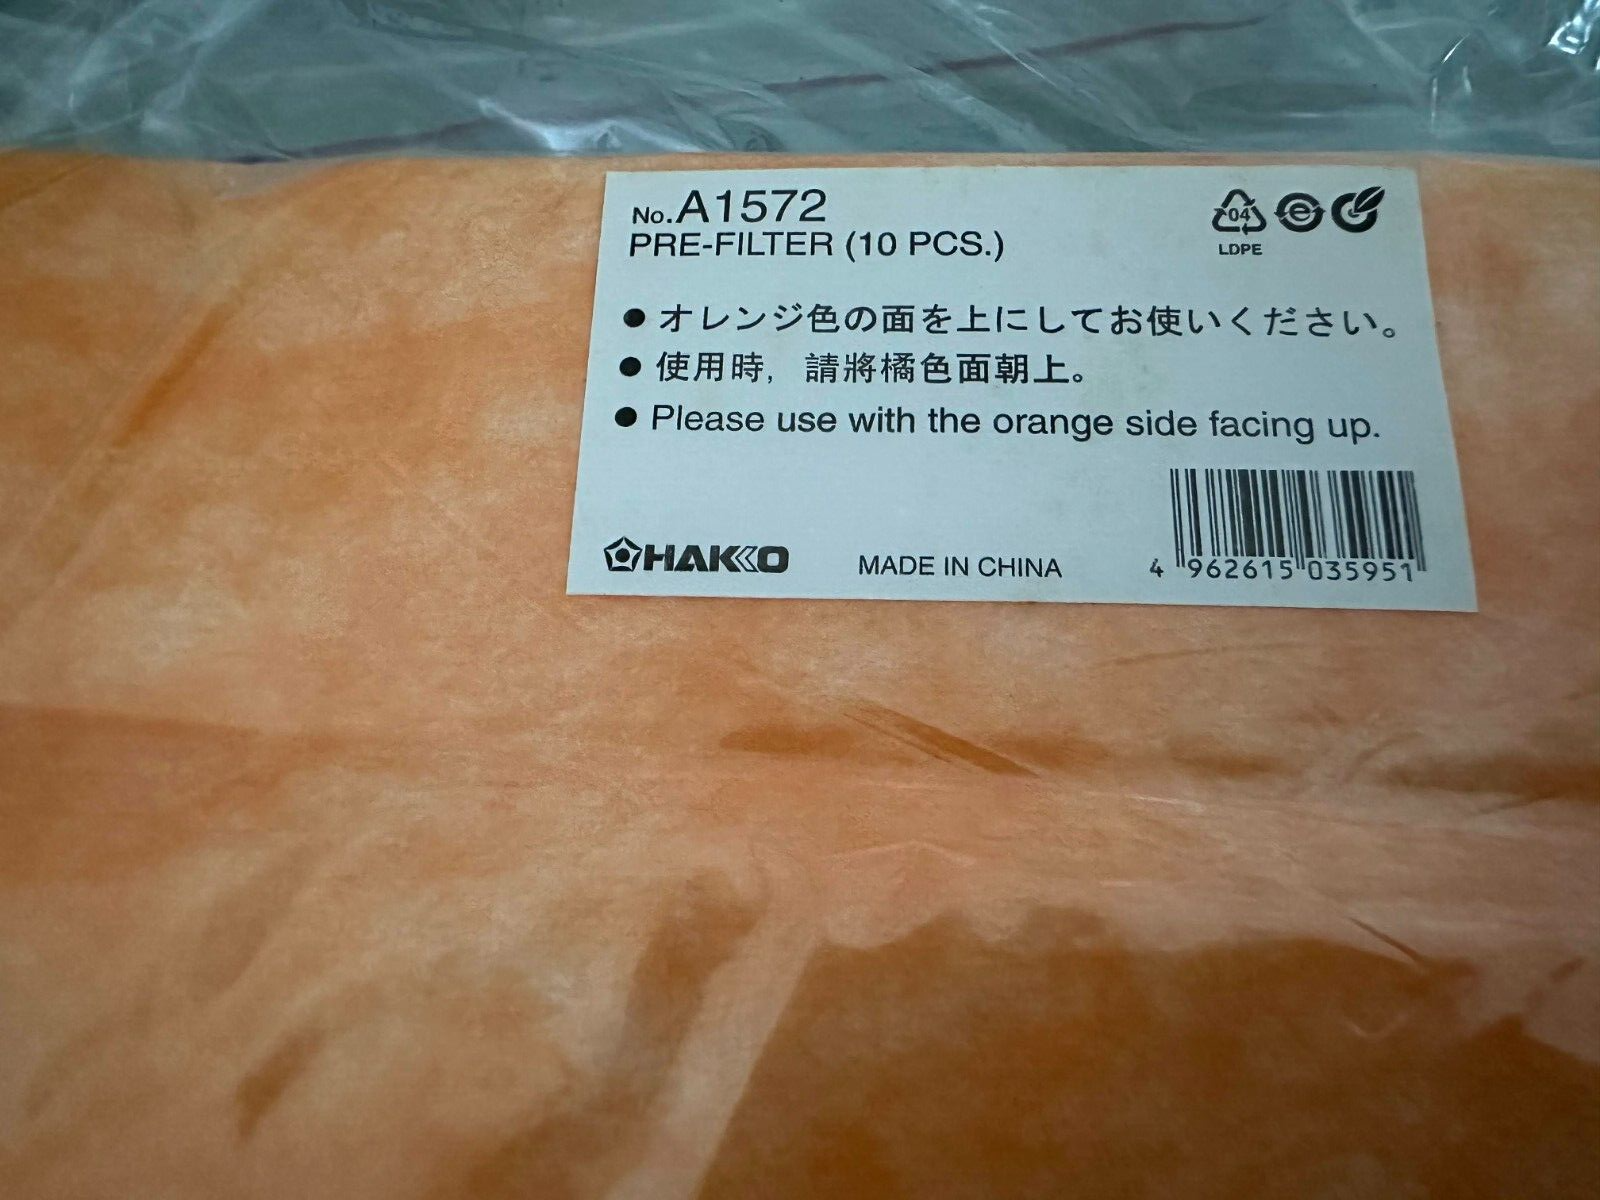 No.A1572
PRE-FILTER (10 PCS.)
04
LDPE
e
● オレンジ色の面を上にしてお使いください。
● 使用時，請將橘色面朝上。
● Please use with the orange side facing up.
HAKKO
MADE IN CHINA
4 962615 035951